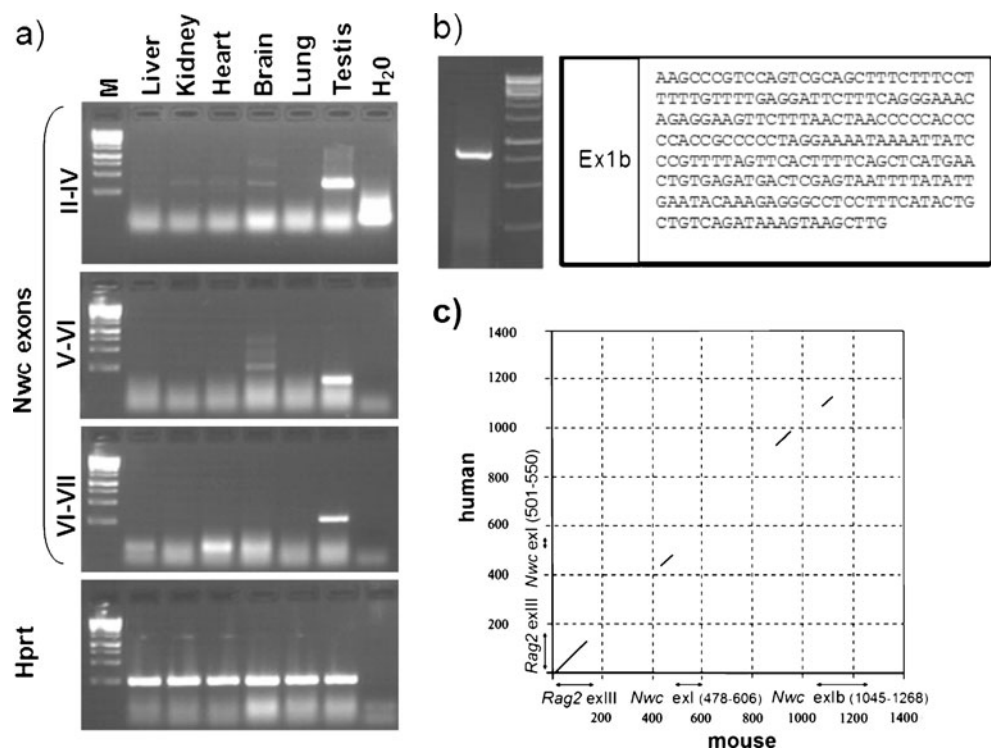 a)
M
Liver
Kidney
Heart
Brain
Lung
Testis
H20
Nwc exons
II-IV
V-VI
VI-VII
Hprt
b)
Ex1b
AAGCCCGTCCAGTCGCAGCTTTCTTTCCT
TTTTGTTTTGAGGATTCTTTCAGGGAAAC
AGAGGAAGTTCTTTAACTAACCCCCACCC
CCACCGCCCCCTAGGAAAATAAAATTATC
CCGTTTTAGTTCACTTTTCAGCTCATGAA
CTGTGAGATGACTCGAGTAATTTTATATT
GAATACAAAGAGGGCCTCCTTTCATACTG
CTGTCAGATAAAGTAAGCTTG
c)
1400
1200
1000
800
600
400
200
human
Rag2 exIII
Nwc exI (501-550)
Rag2 exIII Nwc exI (478-606) Nwc exIb (1045-1268)
200 400 600 800 1000 1200 1400
mouse